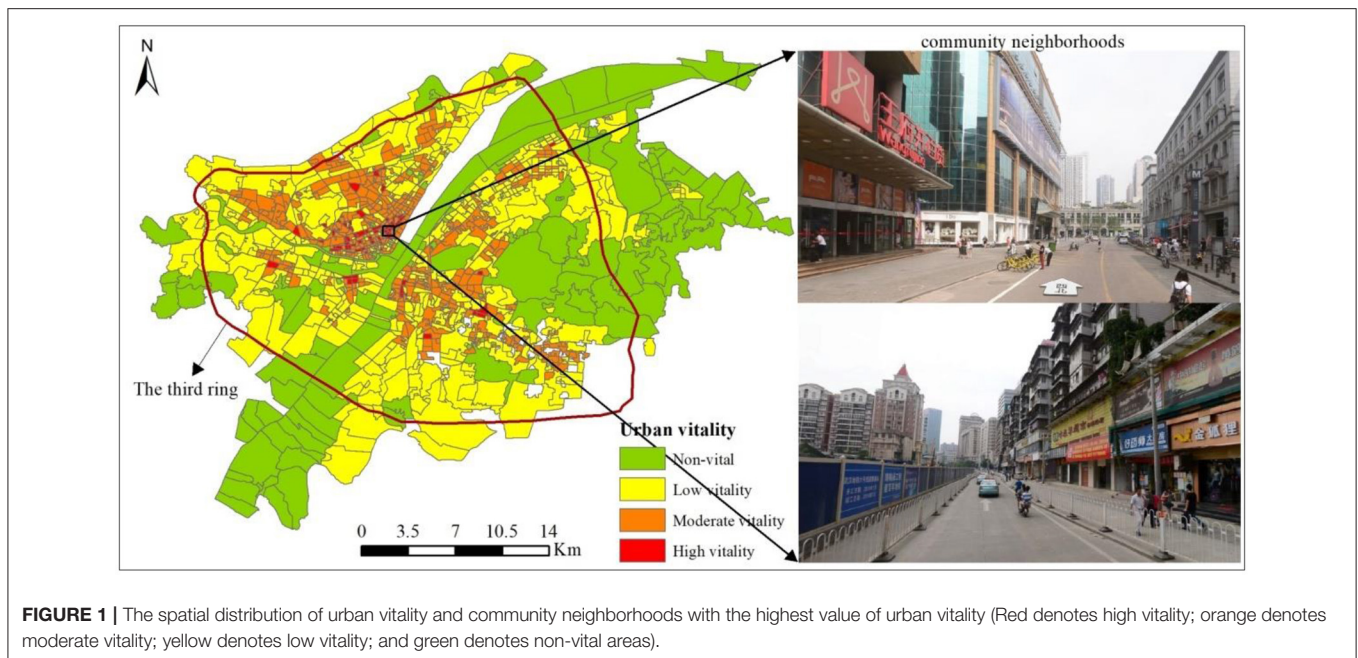 N
community neighborhoods
The third ring
Urban vitality
Non-vital
Low vitality
Moderate vitality
High vitality
0 3.5 7 10.5 14
Km
M
FIGURE 1 | The spatial distribution of urban vitality and community neighborhoods with the highest value of urban vitality (Red denotes high vitality; orange denotes
moderate vitality; yellow denotes low vitality; and green denotes non-vital areas).